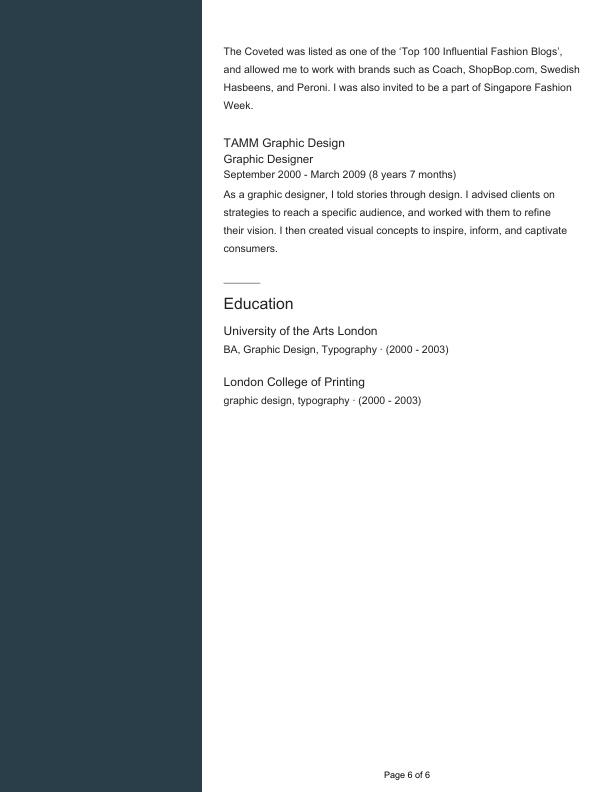 The Coveted was listed as one of the ‘Top 100 Influential Fashion Blogs’,
and allowed me to work with brands such as Coach, ShopBop.com, Swedish
Hasbeens, and Peroni. I was also invited to be a part of Singapore Fashion
Week.
TAMM Graphic Design
Graphic Designer
September 2000 - March 2009 (8 years 7 months)
As a graphic designer, I told stories through design. I advised clients on
strategies to reach a specific audience, and worked with them to refine
their vision. I then created visual concepts to inspire, inform, and captivate
consumers.
Education
University of the Arts London
BA, Graphic Design, Typography · (2000 - 2003)
London College of Printing
graphic design, typography · (2000 - 2003)
Page 6 of 6